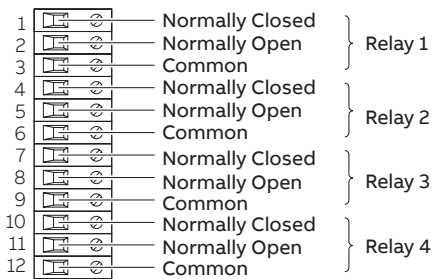 1 Normally Closed
2 Normally Open Relay 1
3 Common
4 Normally Closed
5 Normally Open Relay 2
6 Common
7 Normally Closed
8 Normally Open Relay 3
9 Common
10 Normally Closed
11 Normally Open Relay 4
12 Common